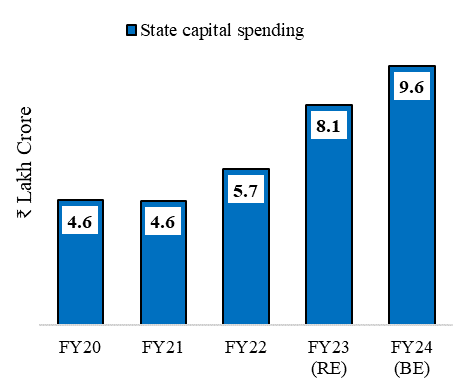 State capital spending
₹ Lakh Crore
4.6
4.6
5.7
8.1
9.6
FY20
FY21
FY22
FY23
(RE)
FY24
(BE)